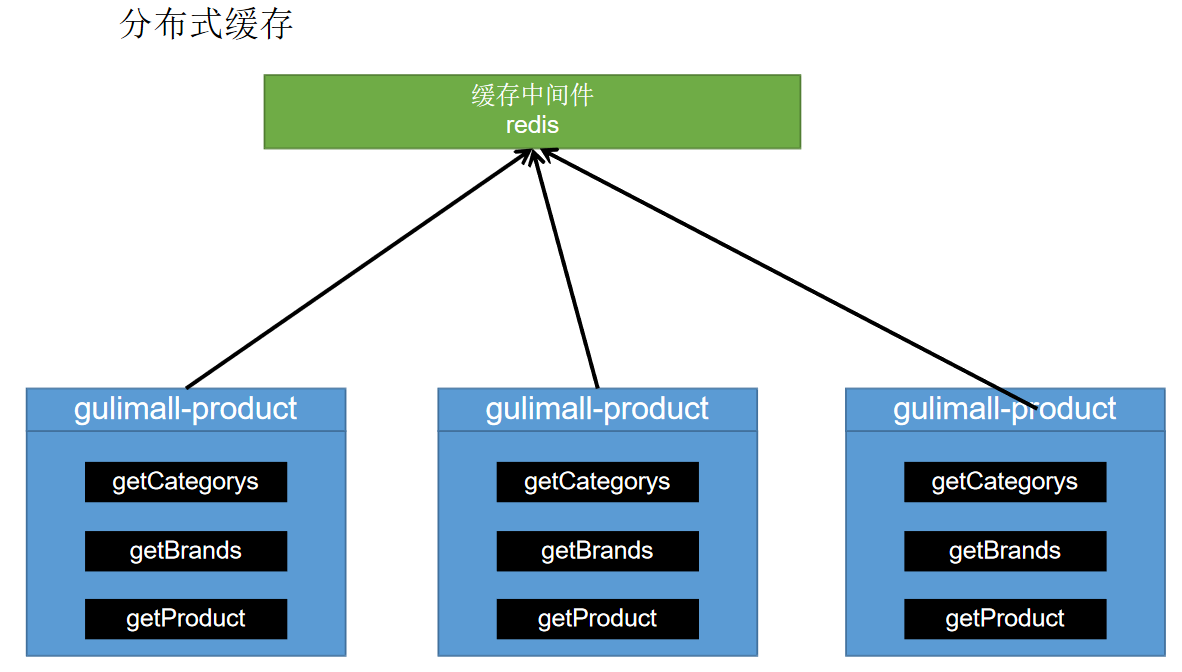 分布式缓存
缓存中间件
redis
gulimall-product
getCategorys
getBrands
getProduct
gulimall-product
getCategorys
getBrands
getProduct
gulimall-product
getCategorys
getBrands
getProduct